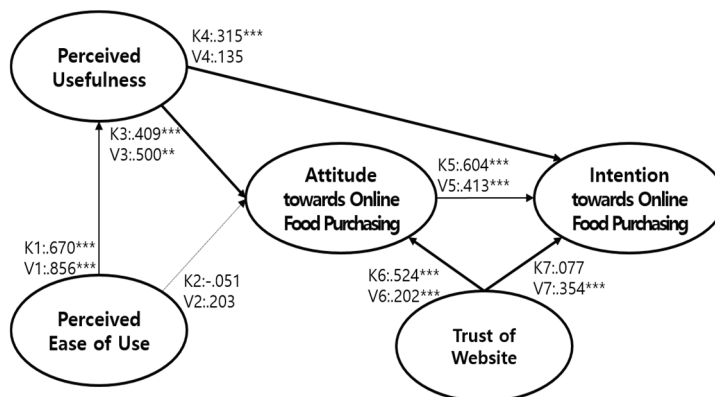 Perceived
Usefulness
K4:.315***
V4:.135
K3:.409***
V3:.500**
Attitude
towards Online
Food Purchasing
K5:.604***
V5:.413***
Intention
towards Online
Food Purchasing
K1:.670***
V1:.856***
K2:-.051
V2:.203
K6:.524***
V6:.202***
K7:.077
V7:.354***
Perceived
Ease of Use
Trust of
Website